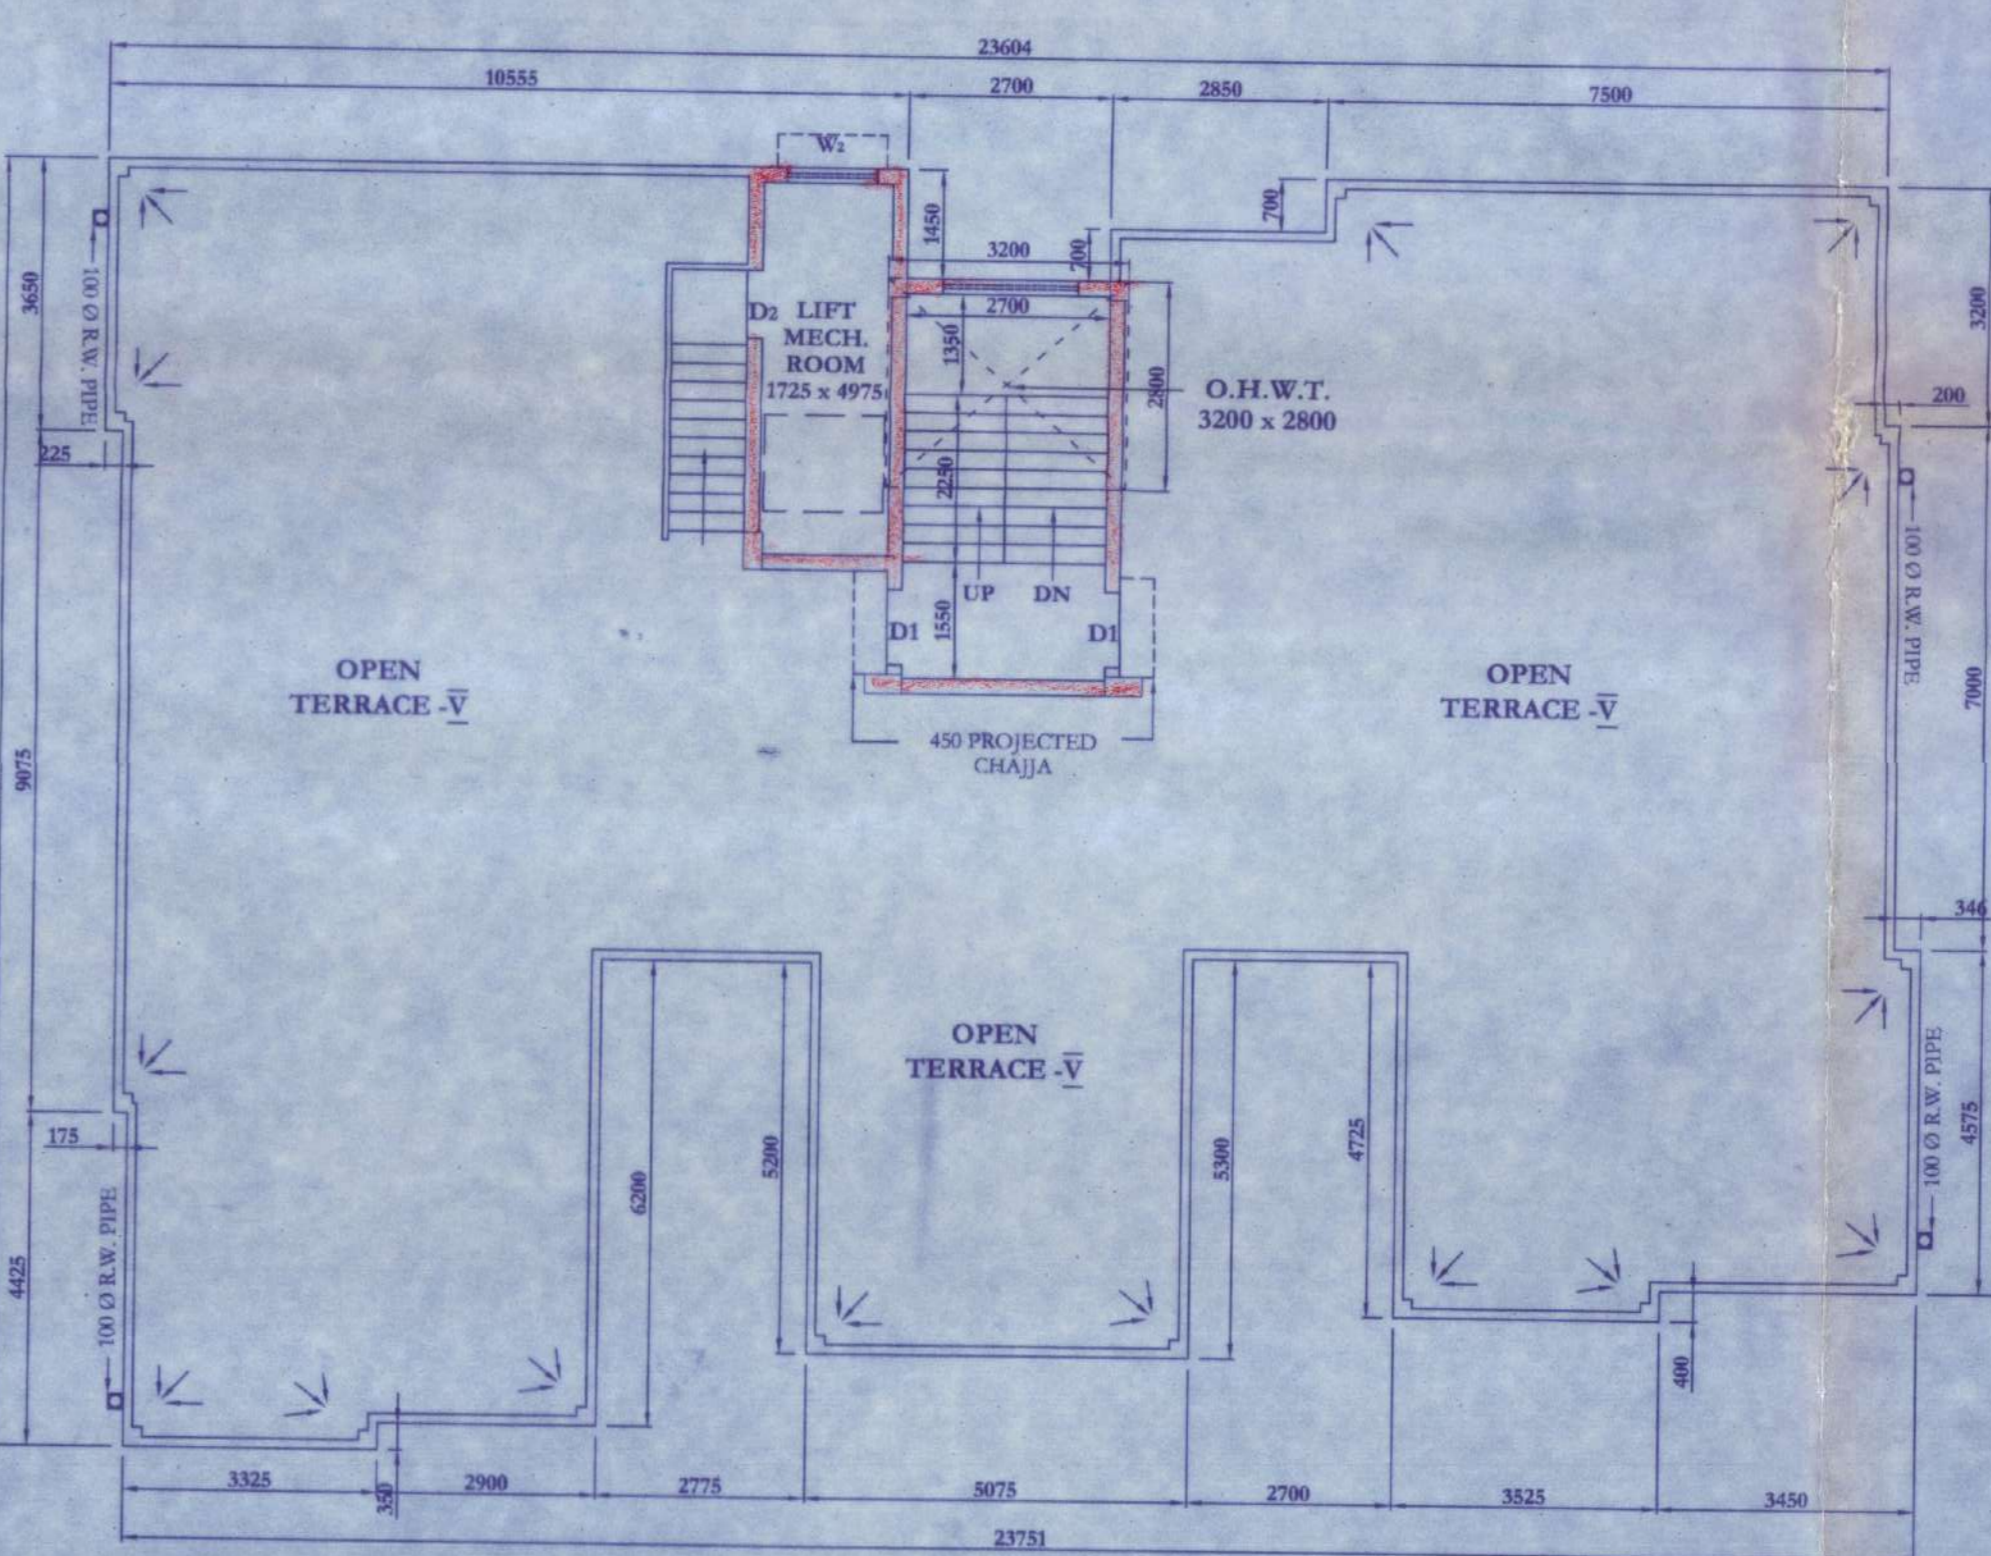 23604
10555
2700
2850
7500
W2
1450
700
700
3200
2700
3650
100 Ø R.W. PIPE
D2 LIFT
MECH.
ROOM
1725 x 4975
1350
2800
O.H.W.T.
3200 x 2800
3200
200
225
2250
100 Ø R.W. PIPE
UP
DN
D1
1550
D1
OPEN
TERRACE -V
OPEN
TERRACE -V
7000
450 PROJECTED
CHAJJA
9075
346
OPEN
TERRACE -V
175
6200
5200
5300
4725
100 Ø R.W. PIPE
4575
100 Ø R.W. PIPE
4425
400
3325
350
2900
2775
5075
2700
3525
3450
23751